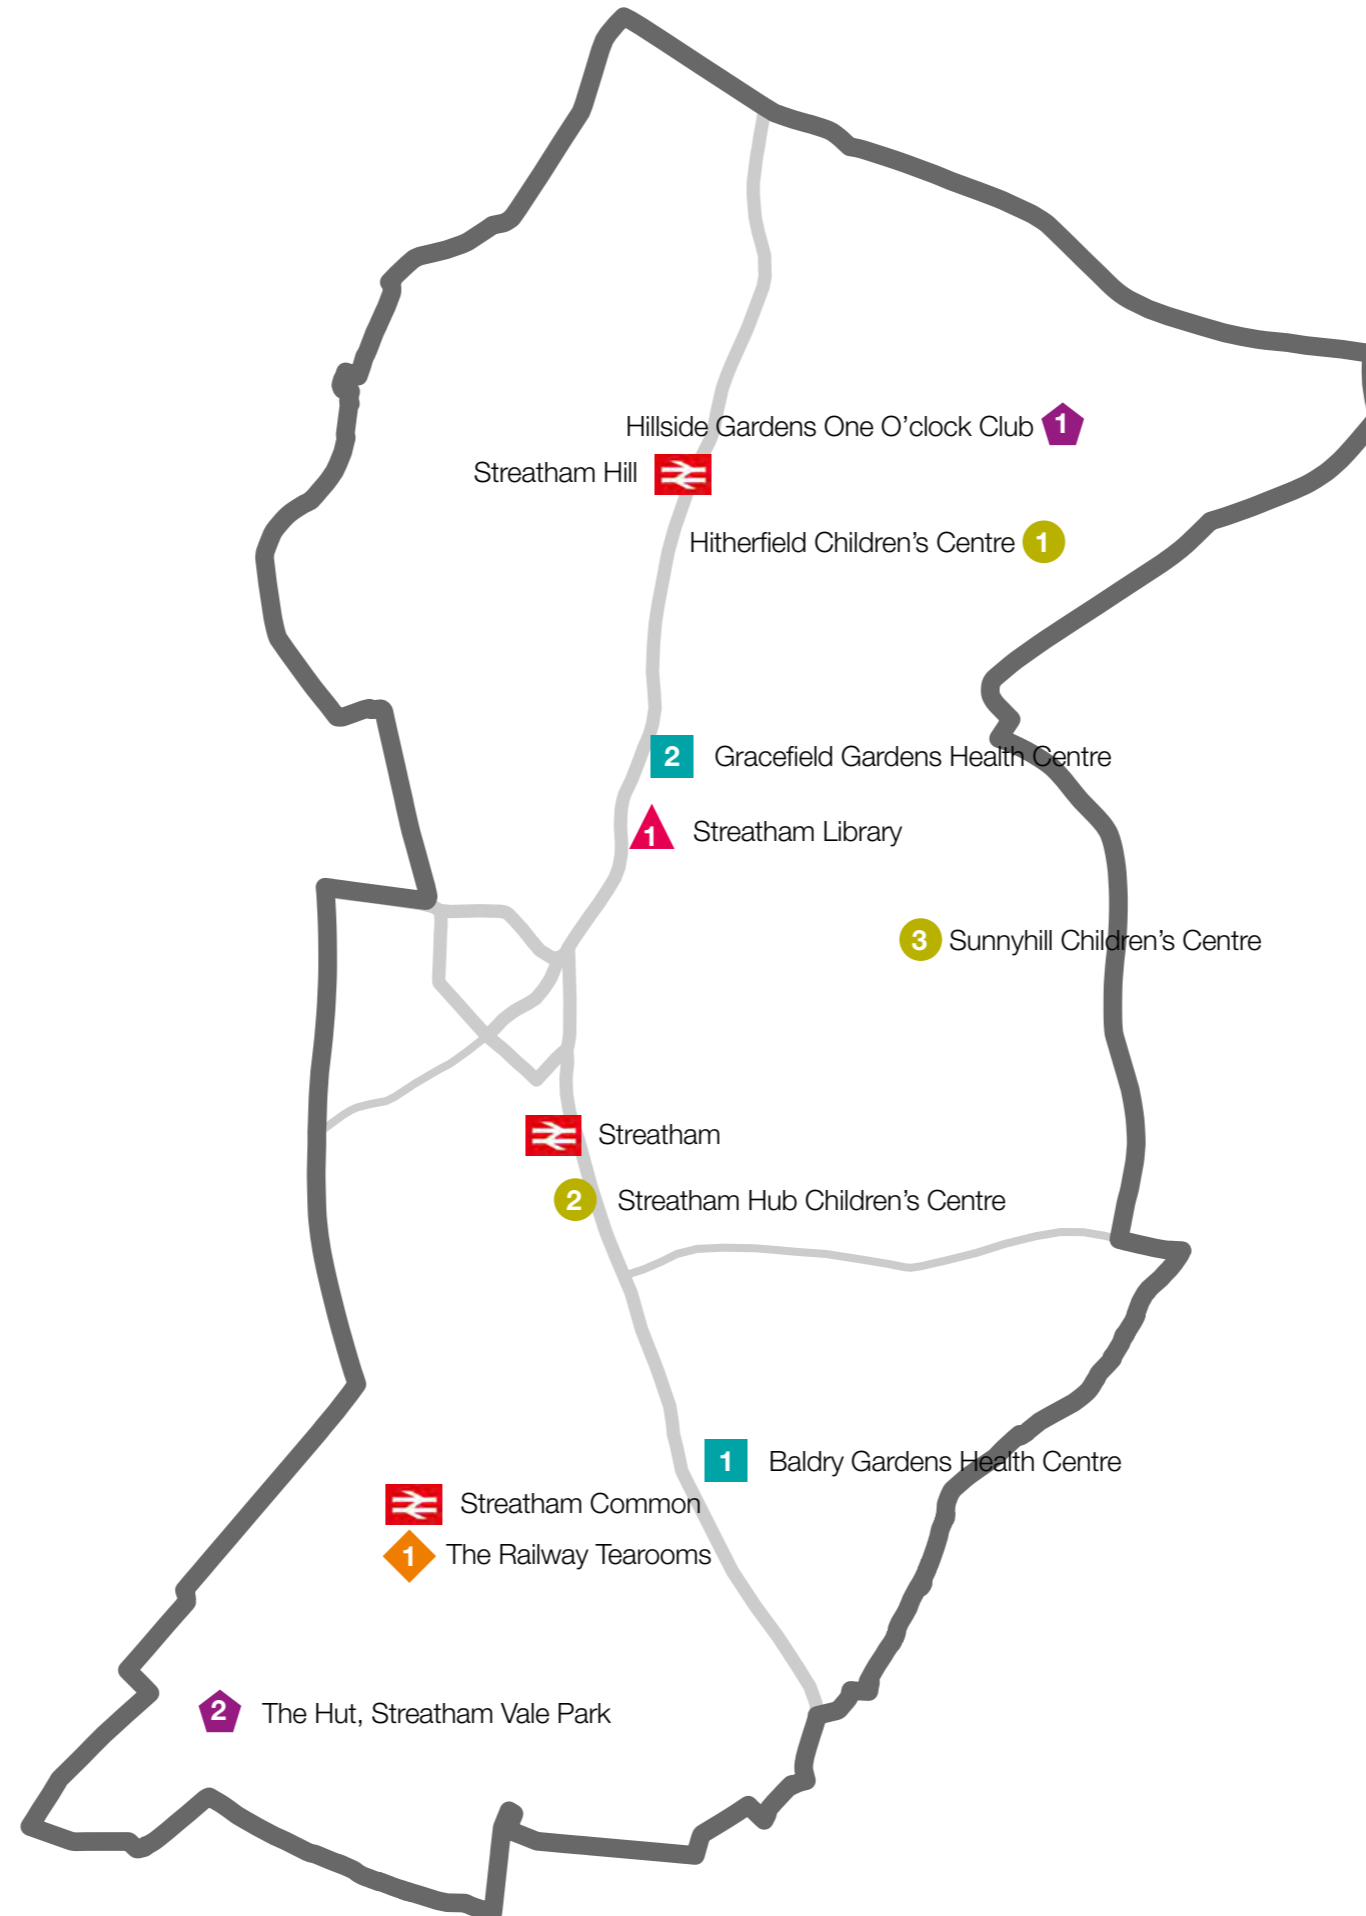 Hillside Gardens One O’clock Club 1
Streatham Hill
Hitherfield Children’s Centre 1
2 Gracefield Gardens Health Centre
1 Streatham Library
3 Sunnyhill Children’s Centre
Streatham
2 Streatham Hub Children’s Centre
1 Baldry Gardens Health Centre
Streatham Common
1 The Railway Tearooms
2 The Hut, Streatham Vale Park